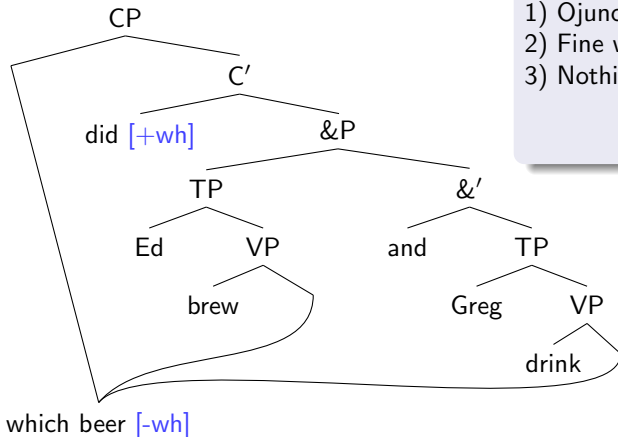 CP
1) Ojunc
2) Fine w
3) Nothi
C′
did [+wh]
&P
TP
&′
Ed
VP
and
TP
brew
Greg
VP
drink
which beer [-wh]